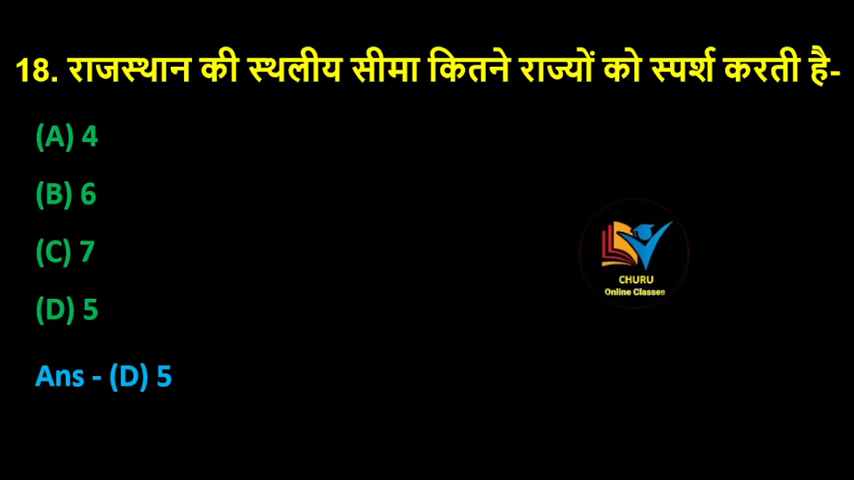 18. राजस्थान की स्थलीय सीमा कितने राज्यों को स्पर्श करती है-
(A) 4
(B) 6
(C) 7
(D) 5
Ans - (D) 5
CHURU
Online Classes